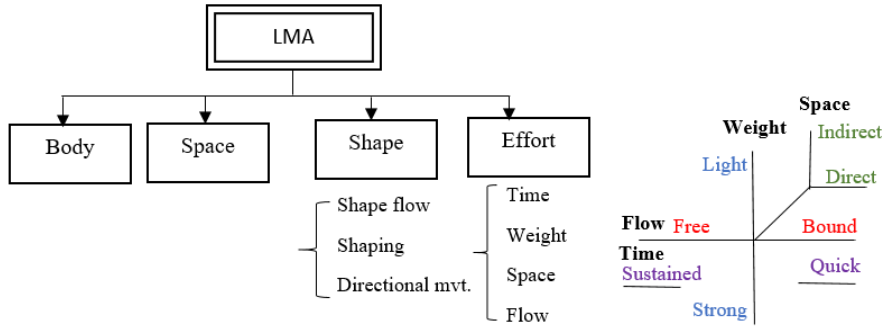 LMA
Body
Space
Shape
Effort
Shape flow
Shaping
Directional mvt.
Time
Weight
Space
Flow
Space
Weight
Indirect
Light
Direct
Flow Free
Bound
Time
Sustained
Quick
Strong